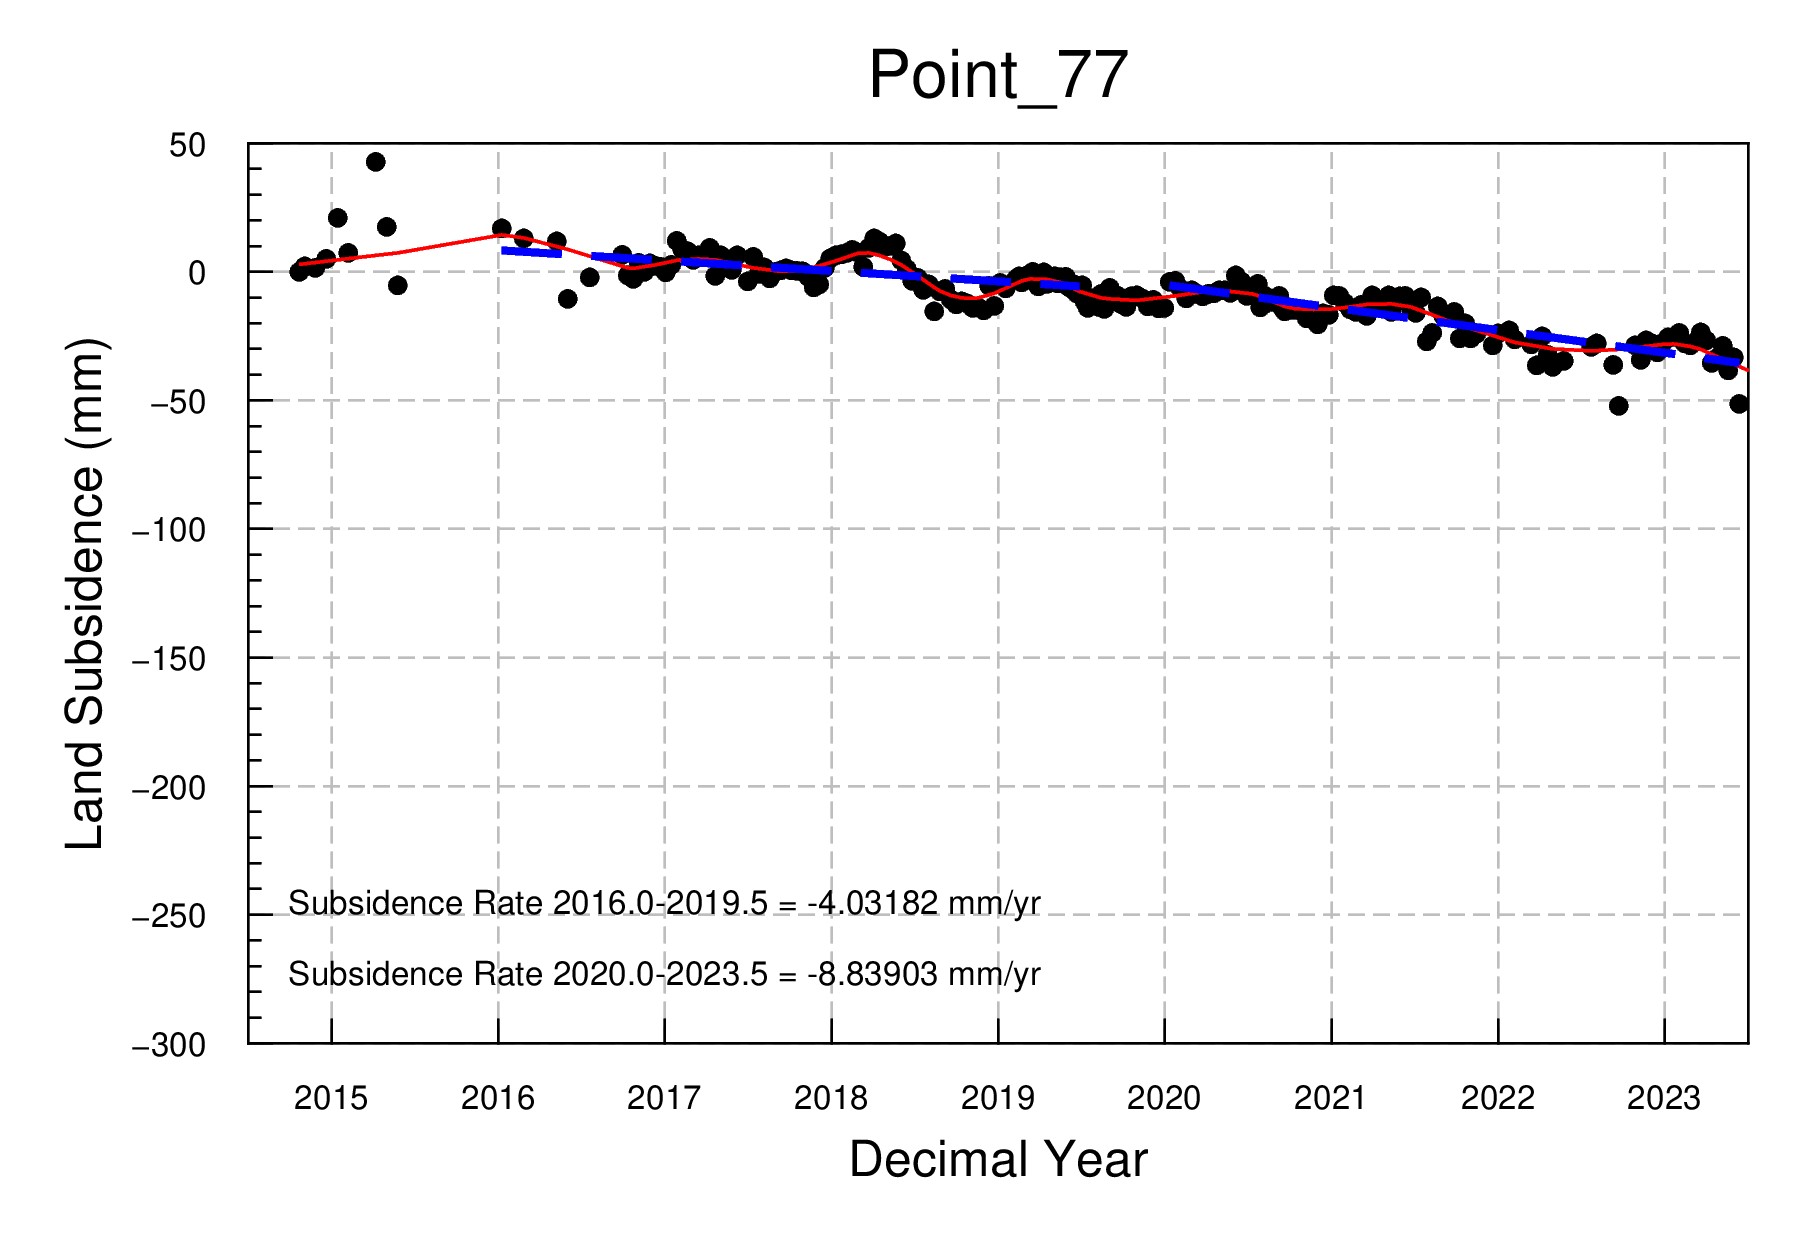 Point_77
50
0
−50
−100
−150
−200
−250
−300
Land Subsidence (mm)
Subsidence Rate 2016.0-2019.5 = -4.03182 mm/yr
Subsidence Rate 2020.0-2023.5 = -8.83903 mm/yr
2015 2016 2017 2018 2019 2020 2021 2022 2023
Decimal Year